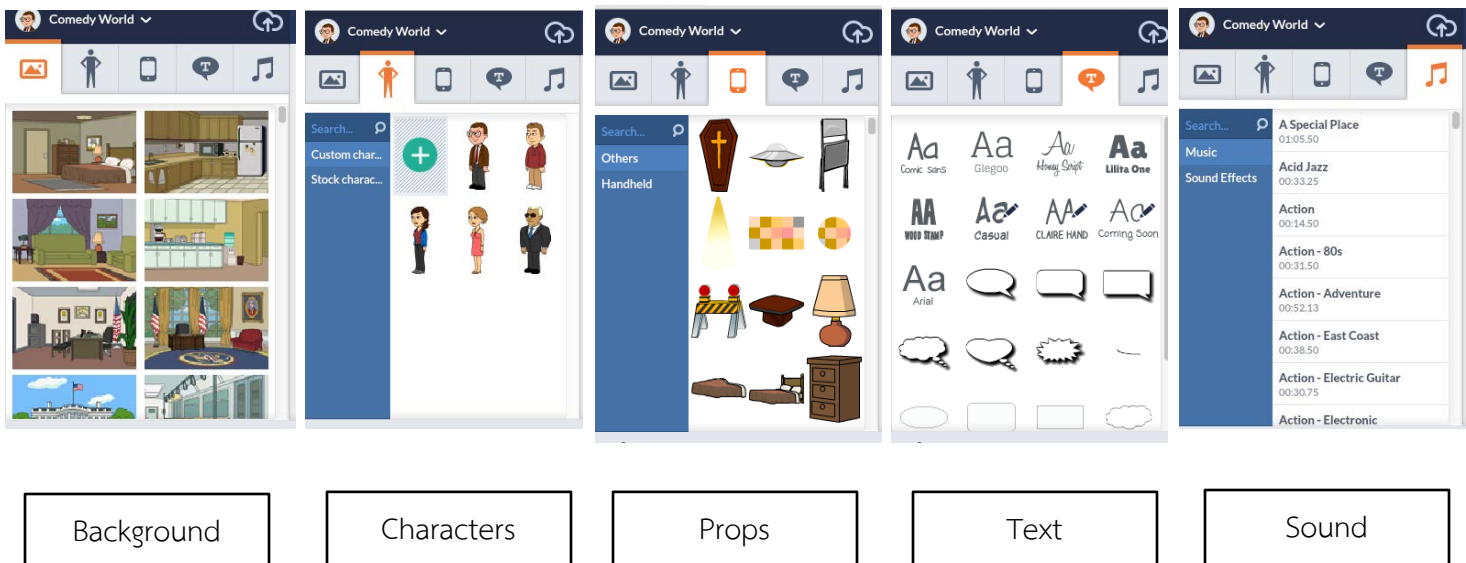 Comedy World
Comedy World
Search...
Custom char...
Stock charac...
Comedy World
Search...
Others
Handheld
Comedy World
Aa
Comic Sans
Aa
Glegoo
Aa
Honey Script
Aa
Lilita One
AA
WOOD STAMP
Aa
Casual
AA
CLAIRE HAND
Aa
Coming Soon
Aa
Arial
Comedy World
Search...
Music
Sound Effects
A Special Place
01:05.50
Acid Jazz
00:33.25
Action
00:14.50
Action - 80s
00:31.50
Action - Adventure
00:52.13
Action - East Coast
00:38.50
Action - Electric Guitar
00:30.75
Action - Electronic
Background
Characters
Props
Text
Sound